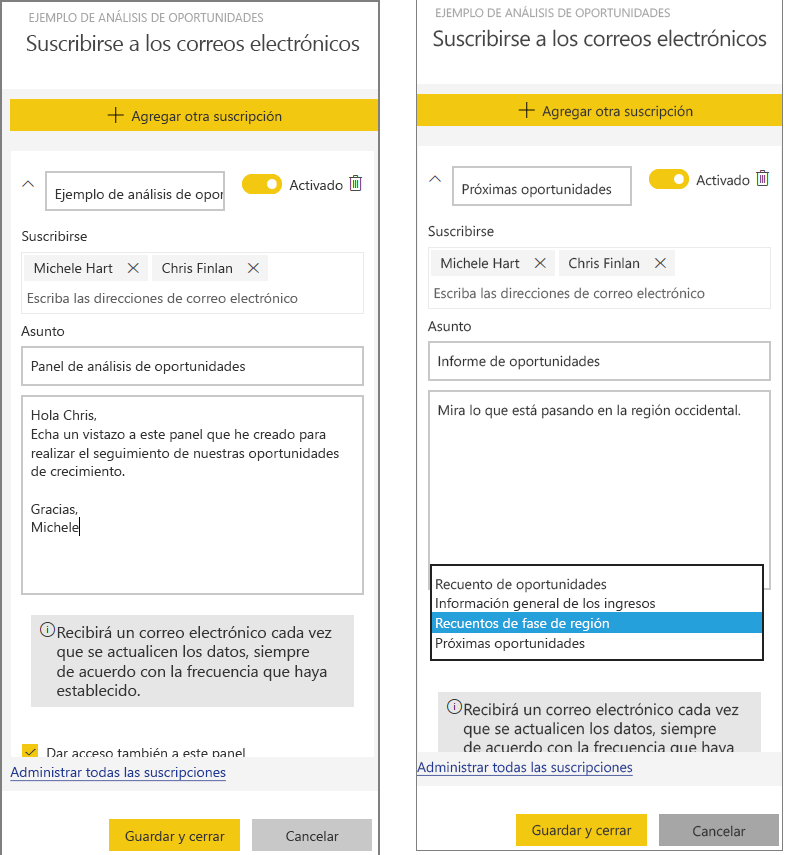 EJEMPLO DE ANÁLISIS DE OPORTUNIDADES
Suscribirse a los correos electrónicos
Agregar otra suscripción
Ejemplo de análisis de opor
Activado
Suscribirse
Michele Hart
Chris Finlan
Escriba las direcciones de correo electrónico
Asunto
Panel de análisis de oportunidades
Hola Chris,
Echa un vistazo a este panel que he creado para
realizar el seguimiento de nuestras oportunidades
de crecimiento.
Gracias,
Michele
Recibirá un correo electrónico cada vez
que se actualicen los datos, siempre
de acuerdo con la frecuencia que haya
establecido.
Dar acceso también a este panel
Administrar todas las suscripciones
Guardar y cerrar
Cancelar
EJEMPLO DE ANÁLISIS DE OPORTUNIDADES
Suscribirse a los correos electrónicos
Agregar otra suscripción
Próximas oportunidades
Activado
Suscribirse
Michele Hart
Chris Finlan
Escriba las direcciones de correo electrónico
Asunto
Informe de oportunidades
Mira lo que está pasando en la región occidental.
Recuento de oportunidades
Información general de los ingresos
Recuentos de fase de región
Próximas oportunidades
Recibirá un correo electrónico cada vez
que se actualicen los datos, siempre
de acuerdo con la frecuencia que haya
Administrar todas las suscripciones
Guardar y cerrar
Cancelar